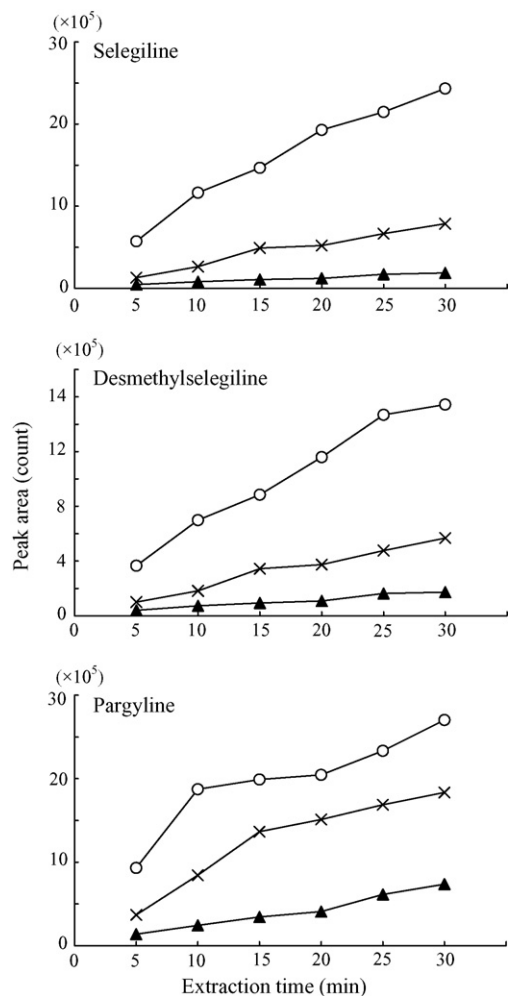 (×10⁵)
30
Selegiline
20
10
0
0 5 10 15 20 25 30
(×10⁵)
Desmethylselegiline
14
12
8
4
0
0 5 10 15 20 25 30
Peak area (count)
(×10⁵)
30
Pargyline
20
10
0
0 5 10 15 20 25 30
Extraction time (min)